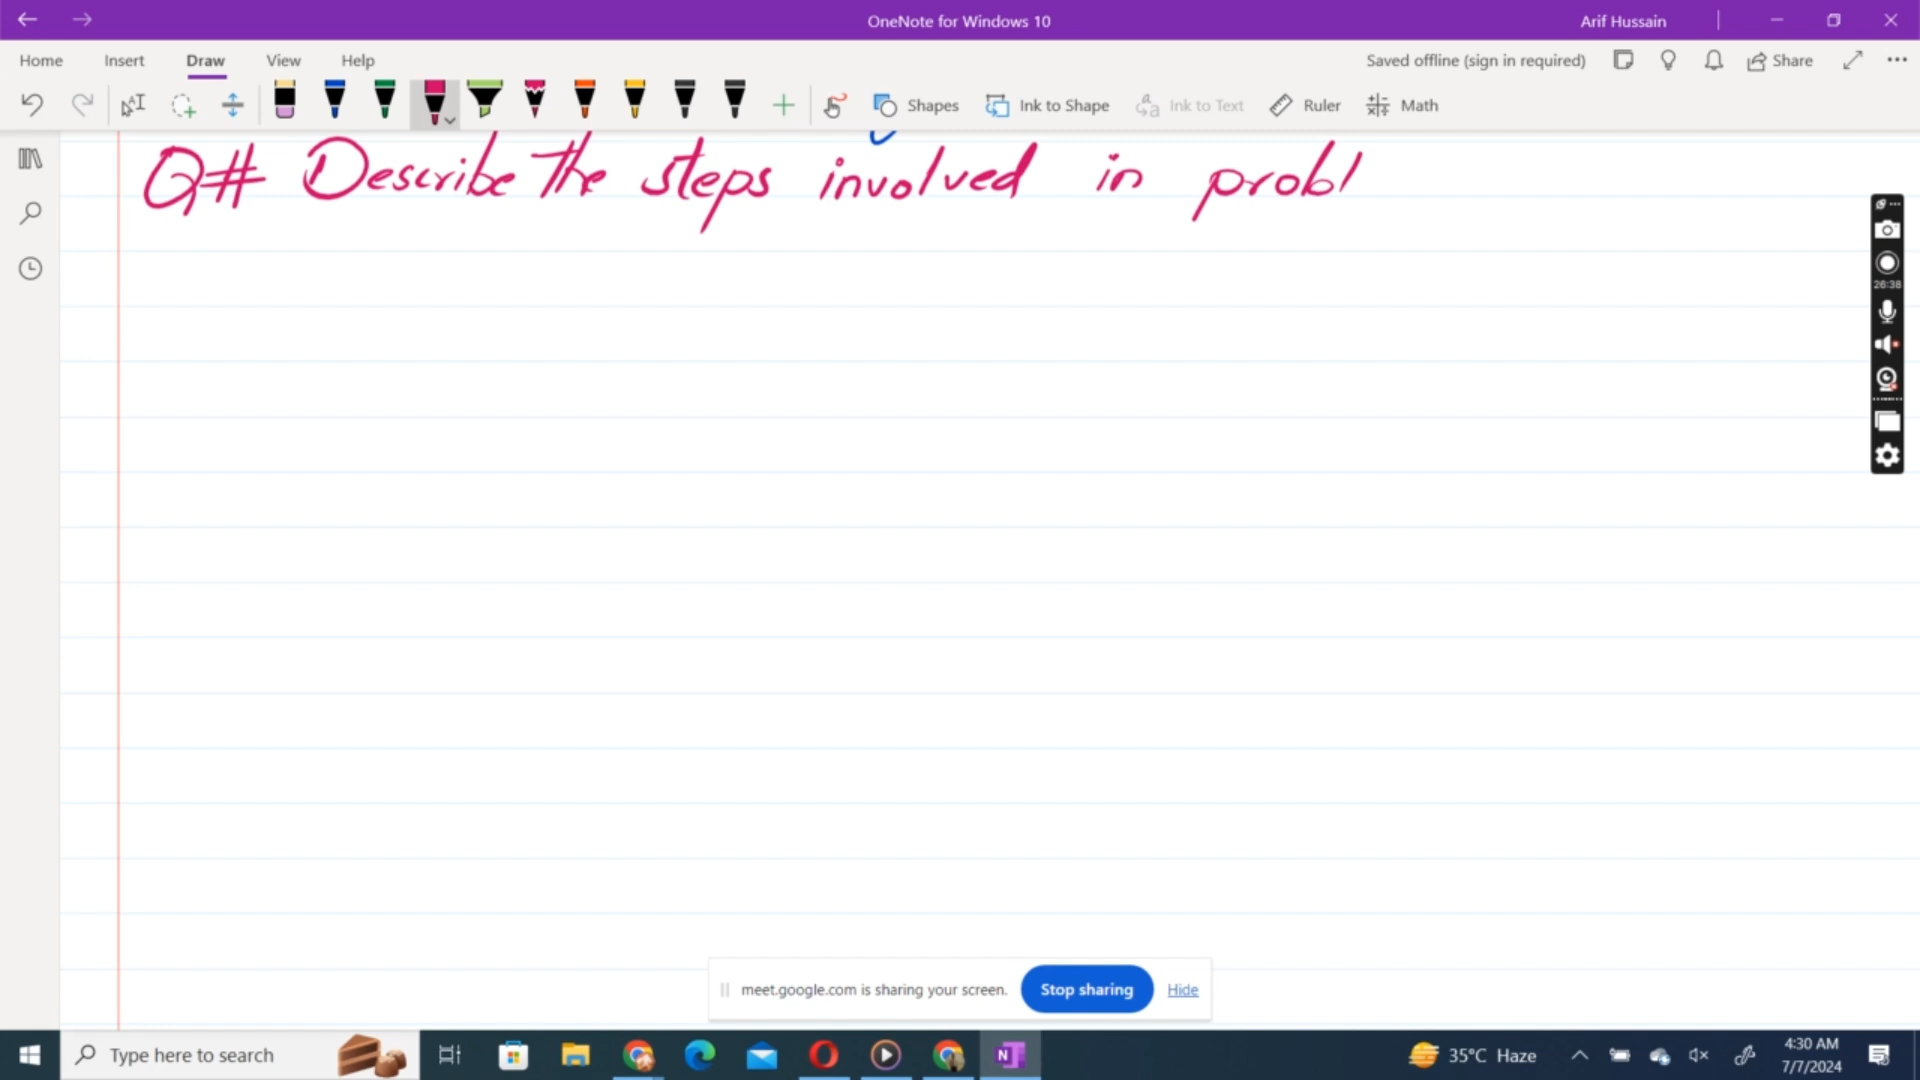 OneNote for Windows 10
Arif Hussain
Home Insert Draw View Help
Saved offline (sign in required)
Share
Shapes
Ink to Shape
Ink to Text
Ruler
Math
Q# Describe the steps involved in probl
26:38
meet.google.com is sharing your screen.
Stop sharing
Hide
Type here to search
35°C Haze
4:30 AM
7/7/2024